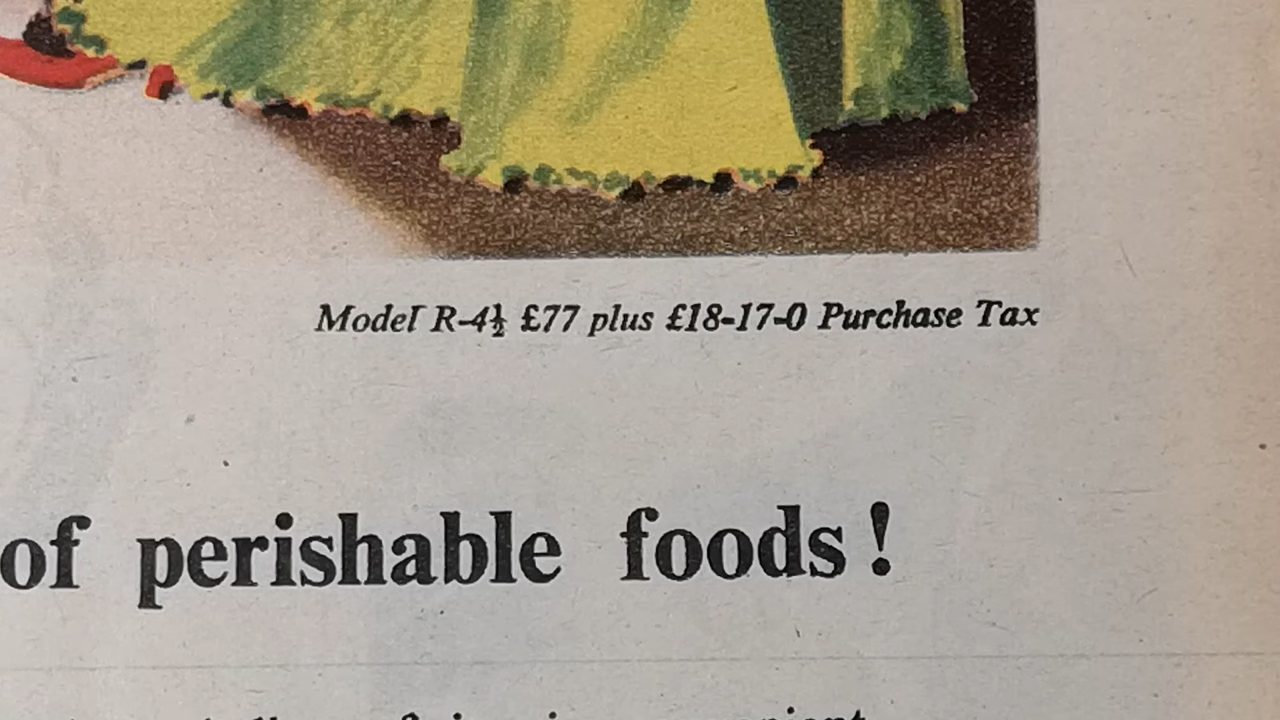 Model R-4½ £77 plus £18-17-0 Purchase Tax
of perishable foods!